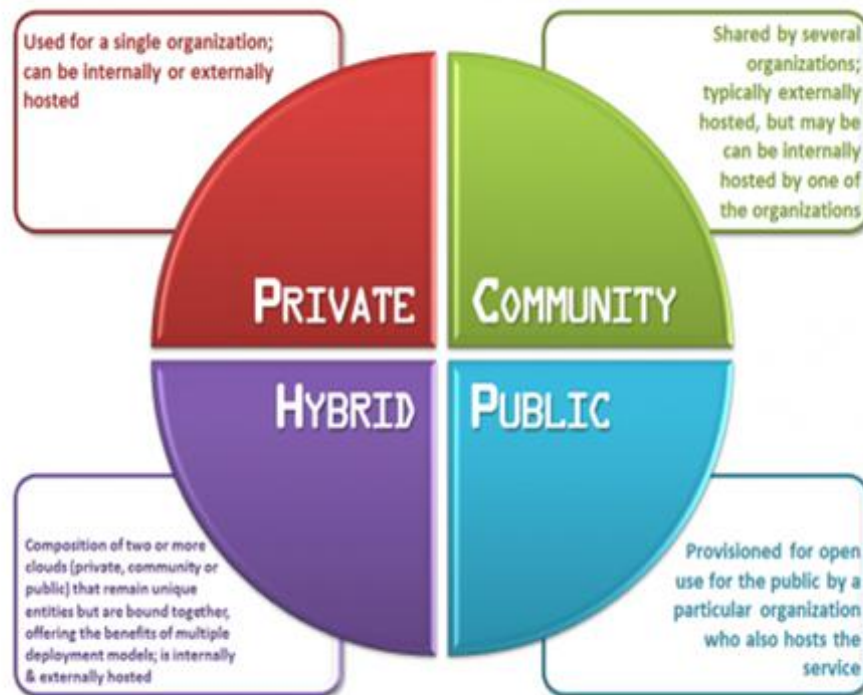 Used for a single organization;
can be internally or externally
hosted
Shared by several
organizations;
typically externally
hosted, but may be
can be internally
hosted by one of
the organizations
PRIVATE
COMMUNITY
HYBRID
PUBLIC
Composition of two or more
clouds (private, community or
public) that remain unique
entities but are bound together,
offering the benefits of multiple
deployment models; is internally
& externally hosted
Provisioned for open
use for the public by a
particular organization
who also hosts the
service